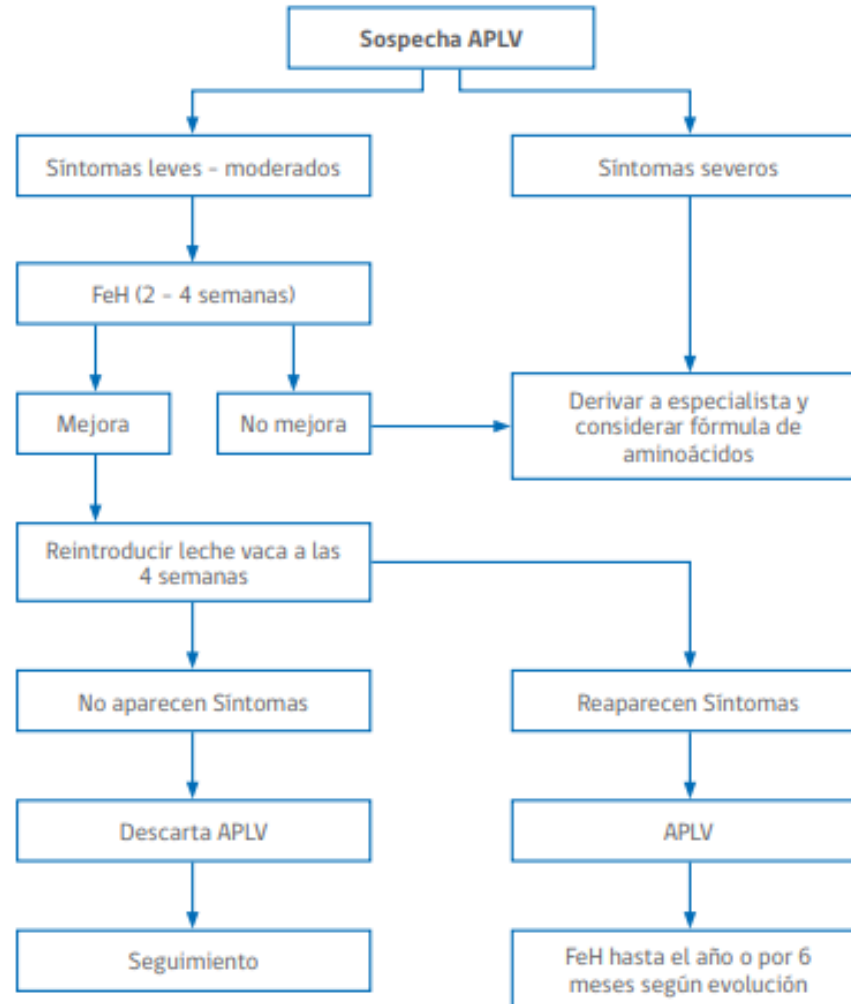 Sospecha APLV
Síntomas leves - moderados
Síntomas severos
FeH (2 - 4 semanas)
Mejora
No mejora
Derivar a especialista y
considerar fórmula de
aminoácidos
Reintroducir leche vaca a las
4 semanas
No aparecen Síntomas
Reaparecen Síntomas
Descarta APLV
APLV
Seguimiento
FeH hasta el año o por 6
meses según evolución